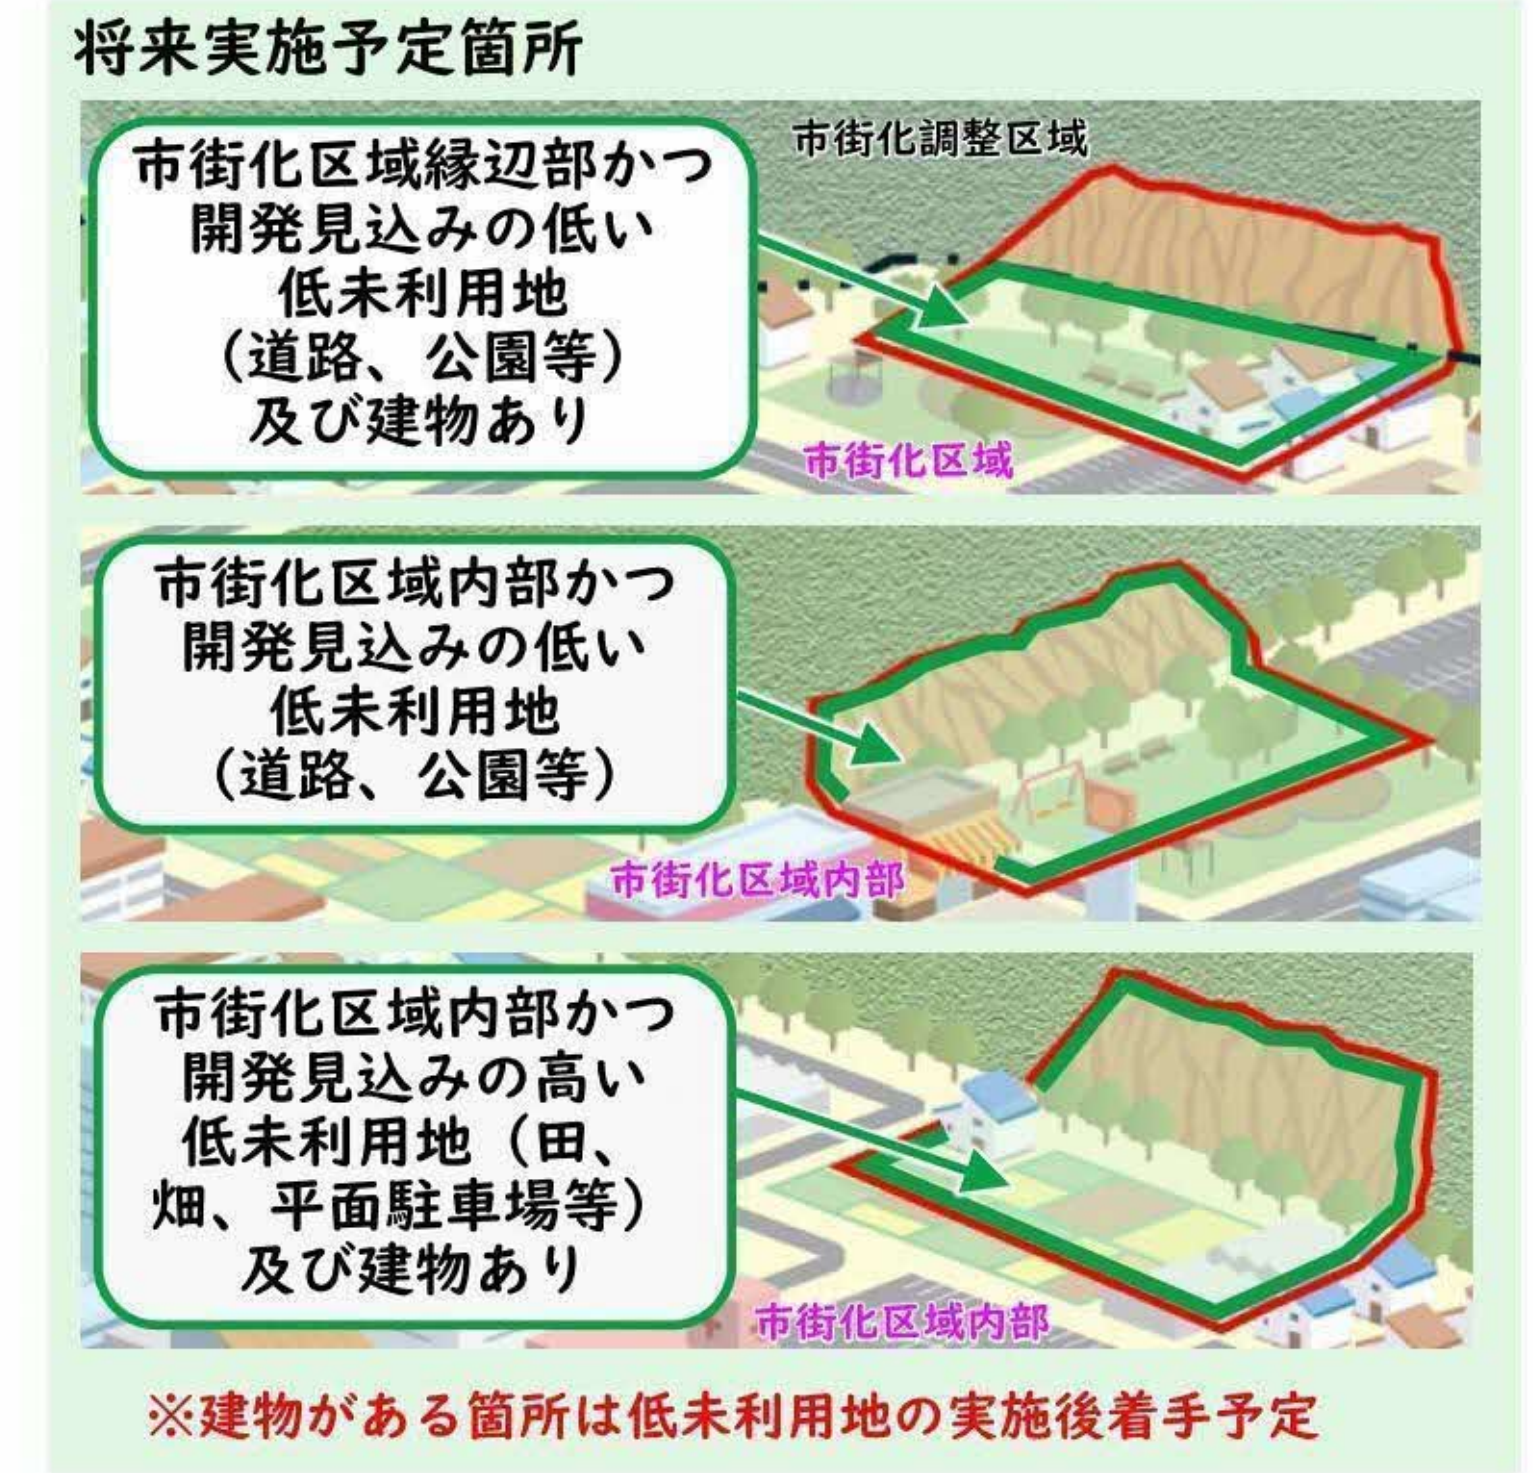 将来実施予定箇所
市街化区域縁辺部かつ
開発見込みの低い
低未利用地
（道路、公園等）
及び建物あり
市街化調整区域
市街化区域
市街化区域内部かつ
開発見込みの低い
低未利用地
（道路、公園等）
市街化区域内部
市街化区域内部かつ
開発見込みの高い
低未利用地（田、
畑、平面駐車場等）
及び建物あり
市街化区域内部
※建物がある箇所は低未利用地の実施後着手予定